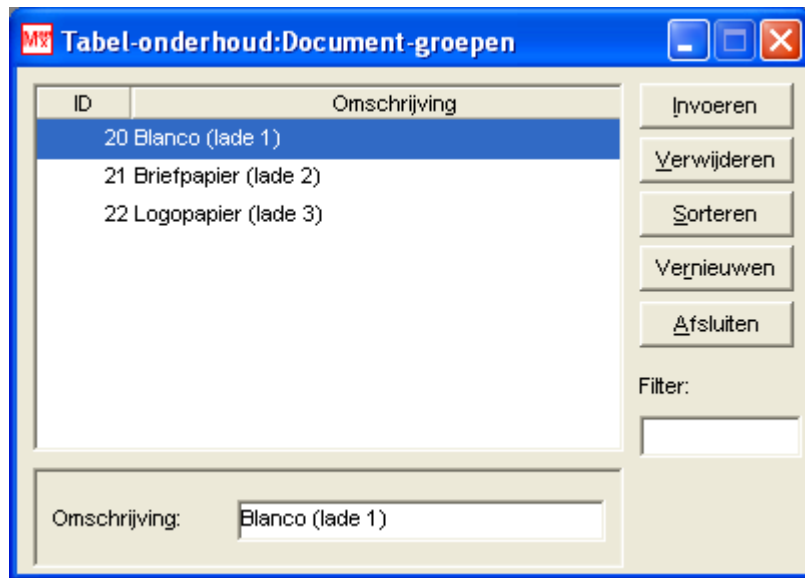 Tabel-onderhoud:Document-groepen
ID Omschrijving
20 Blanco (lade 1)
21 Briefpapier (lade 2)
22 Logopapier (lade 3)
Invoeren
Verwijderen
Sorteren
Vernieuwen
Afsluiten
Filter:
Omschrijving: Blanco (lade 1)